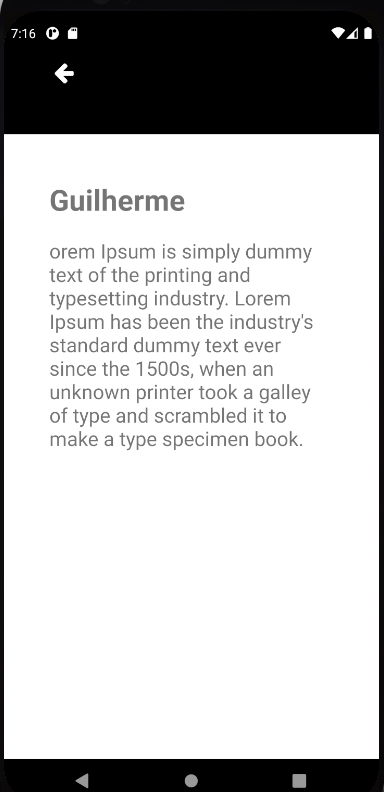 7:16
Guilherme
orem Ipsum is simply dummy
text of the printing and
typesetting industry. Lorem
Ipsum has been the industry's
standard dummy text ever
since the 1500s, when an
unknown printer took a galley
of type and scrambled it to
make a type specimen book.